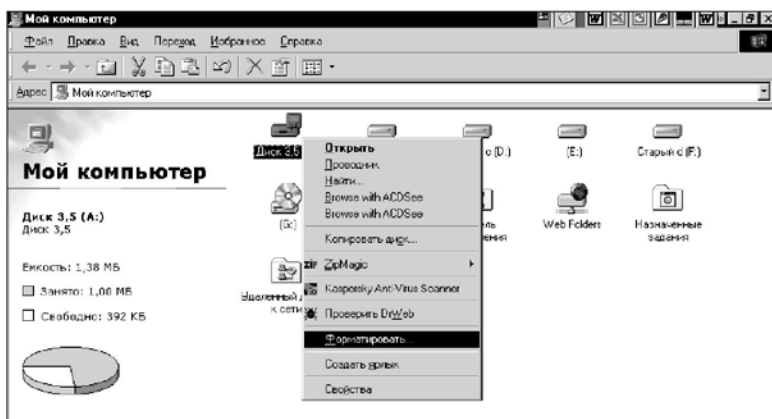 Мой компьютер
Файл Правка Вид Переход Избранное Справка
Адрес Мой компьютер
Мой компьютер
Диск 3,5 (A:)
Диск 3,5
Емкость: 1,38 МБ
Занято: 1,00 МБ
Свободно: 392 КБ
Диск 3,5
с (D:)
(E:)
Старый d (F:)
(G:)
Web Folders
Назначенные
задания
Удаленный
к сети
Открыть
Проводник
Найти...
Browse with ACDSee
Browse with ACDSee
Копировать диск...
ZipMagic
Kaspersky Anti-Virus Scanner
Проверить DrWeb
Форматировать...
Создать ярлык
Свойства